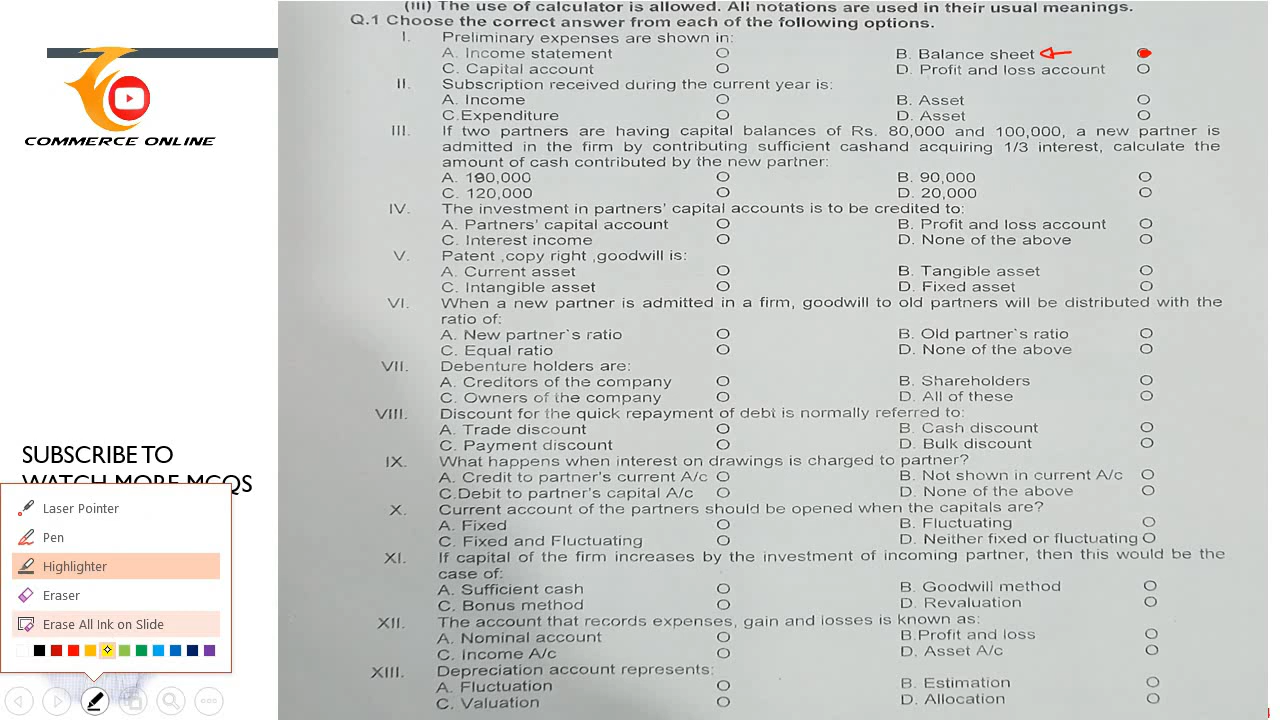 (III) The use of calculator is allowed. All notations are used in their usual meanings.
Q.1 Choose the correct answer from each of the following options.
I. Preliminary expenses are shown in:
A. Income statement B. Balance sheet
C. Capital account D. Profit and loss account
II. Subscription received during the current year is:
A. Income B. Asset
C.Expenditure D. Asset
III. If two partners are having capital balances of Rs. 80,000 and 100,000, a new partner is
admitted in the firm by contributing sufficient cashand acquiring 1/3 interest, calculate the
amount of cash contributed by the new partner:
A. 190,000 B. 90,000
C. 120,000 D. 20,000
IV. The investment in partners' capital accounts is to be credited to:
A. Partners' capital account B. Profit and loss account
C. Interest income D. None of the above
V. Patent ,copy right ,goodwill is:
A. Current asset B. Tangible asset
C. Intangible asset D. Fixed asset
VI. When a new partner is admitted in a firm, goodwill to old partners will be distributed with the
ratio of:
A. New partner`s ratio B. Old partner`s ratio
C. Equal ratio D. None of the above
VII. Debenture holders are:
A. Creditors of the company B. Shareholders
C. Owners of the company D. All of these
VIII. Discount for the quick repayment of debt is normally referred to:
A. Trade discount B. Cash discount
C. Payment discount D. Bulk discount
IX. What happens when interest on drawings is charged to partner?
A. Credit to partner's current A/c B. Not shown in current A/c
C.Debit to partner's capital A/c D. None of the above
X. Current account of the partners should be opened when the capitals are?
A. Fixed B. Fluctuating
C. Fixed and Fluctuating D. Neither fixed or fluctuating
XI. If capital of the firm increases by the investment of incoming partner, then this would be the
case of:
A. Sufficient cash B. Goodwill method
C. Bonus method D. Revaluation
XII. The account that records expenses, gain and losses is known as:
A. Nominal account B.Profit and loss
C. Income A/c D. Asset A/c
XIII. Depreciation account represents:
A. Fluctuation B. Estimation
C. Valuation D. Allocation
COMMERCE ONLINE
SUBSCRIBE TO
WATCH MORE MCQS
Laser Pointer
Pen
Highlighter
Eraser
Erase All Ink on Slide